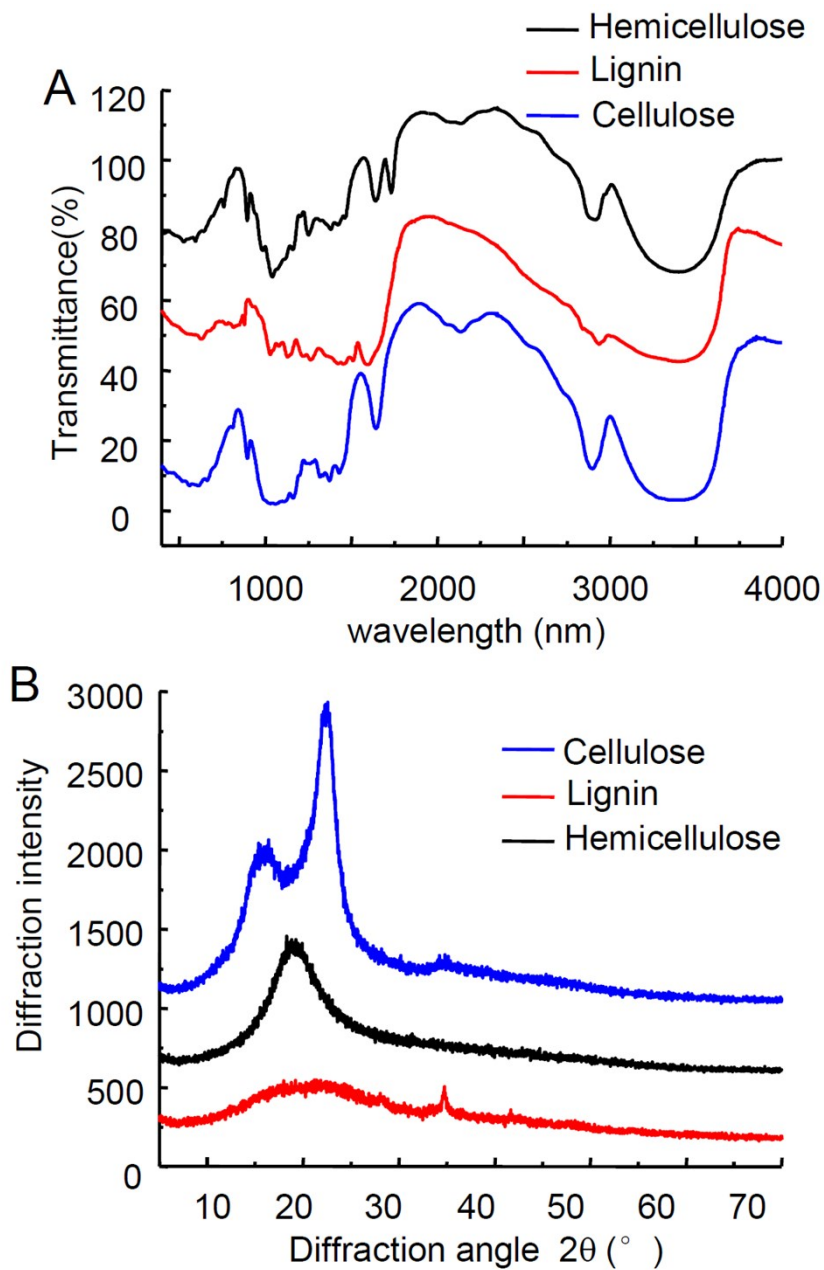 A
Hemicellulose
Lignin
Cellulose
Transmittance(%)
120
100
80
60
40
20
0
1000 2000 3000 4000
wavelength (nm)
B
Cellulose
Lignin
Hemicellulose
Diffraction intensity
3000
2500
2000
1500
1000
500
0
10 20 30 40 50 60 70
Diffraction angle 2θ (°)